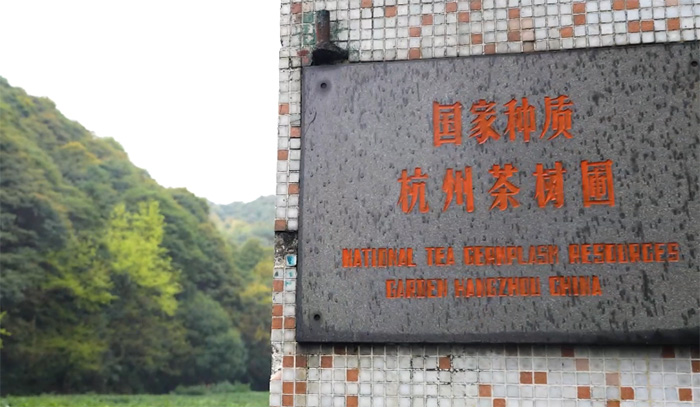 国家种质
杭州茶树圃
NATIONAL TEA GERMPLASM RESOURCES
GARDEN HANGZHOU CHINA